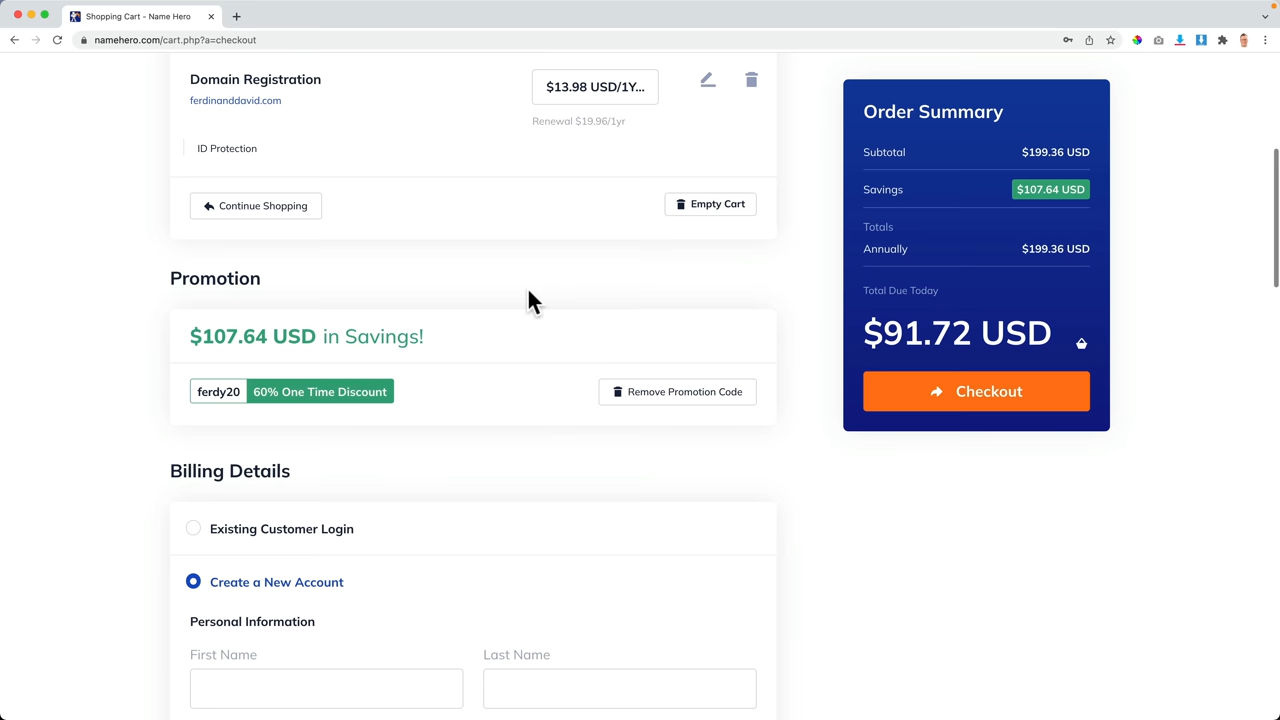 Shopping Cart - Name Hero
namehero.com/cart.php?a=checkout
Domain Registration
ferdinanddavid.com
$13.98 USD/1Y...
Renewal $19.96/1yr
ID Protection
Continue Shopping
Empty Cart
Promotion
$107.64 USD in Savings!
ferdy20 60% One Time Discount
Remove Promotion Code
Billing Details
Existing Customer Login
Create a New Account
Personal Information
First Name
Last Name
Order Summary
Subtotal $199.36 USD
Savings $107.64 USD
Totals
Annually $199.36 USD
Total Due Today
$91.72 USD
Checkout